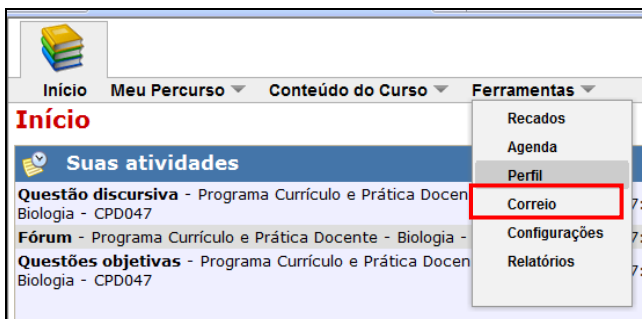 Início Meu Percurso Conteúdo do Curso Ferramentas
Início
Recados
Agenda
Perfil
Correio
Configurações
Relatórios
Suas atividades
Questão discursiva - Programa Currículo e Prática Docen
Biologia - CPD047
Fórum - Programa Currículo e Prática Docente - Biologia -
Questões objetivas - Programa Currículo e Prática Docen
Biologia - CPD047